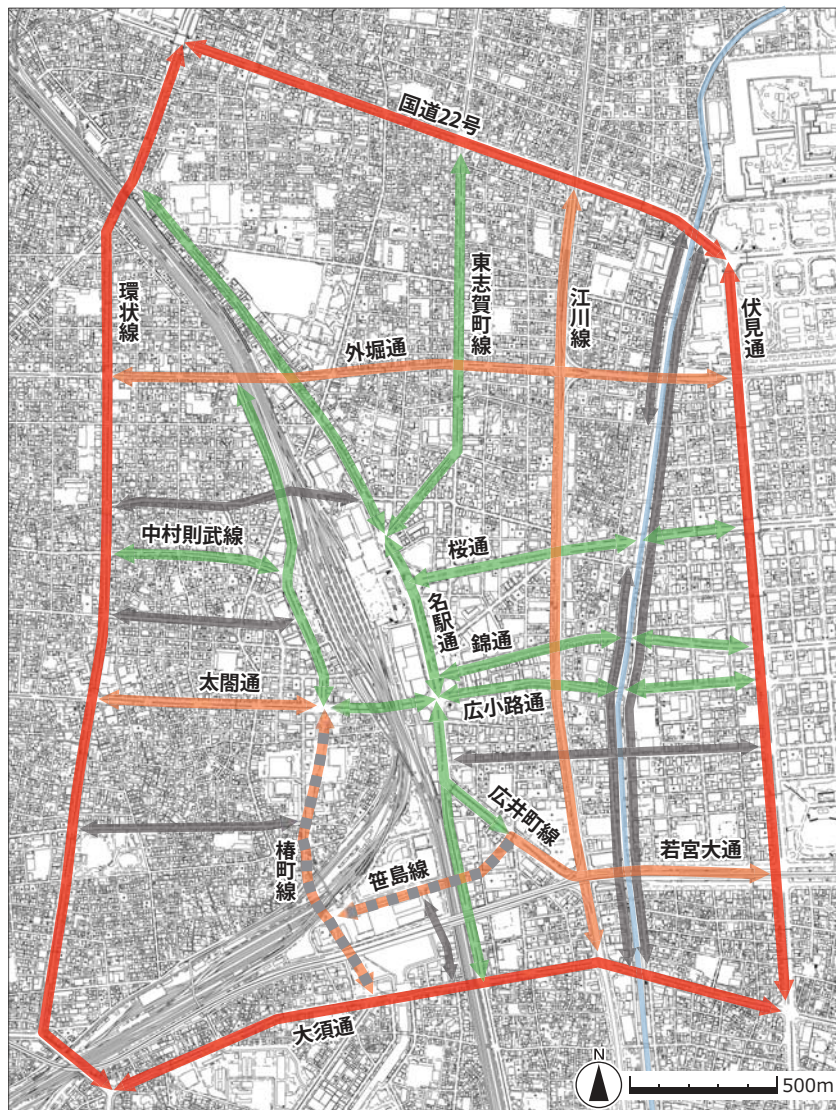 国道22号
東志賀町線
江川線
伏見通
環状線
外堀通
中村則武線
桜通
名駅通
錦通
太閤通
広小路通
広井町線
若宮大通
椿町線
笹島線
大須通
N
500m